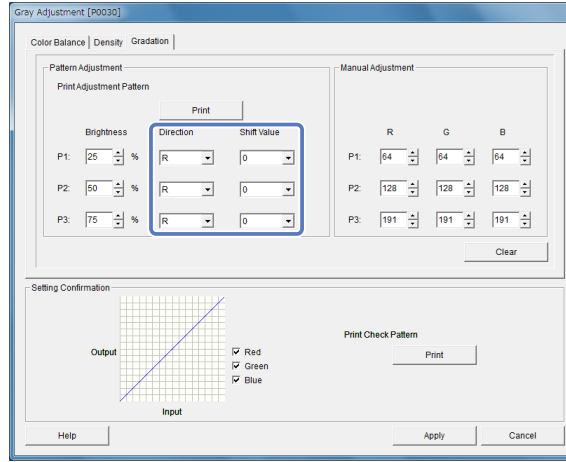 Gray Adjustment [P0030]
Color Balance Density Gradation
Pattern Adjustment
Print Adjustment Pattern
Print
Brightness Direction Shift Value
P1: 25 % R 0
P2: 50 % R 0
P3: 75 % R 0
Manual Adjustment
R G B
P1: 64 64 64
P2: 128 128 128
P3: 191 191 191
Clear
Setting Confirmation
Output
Input
Red
Green
Blue
Print Check Pattern
Print
Help Apply Cancel